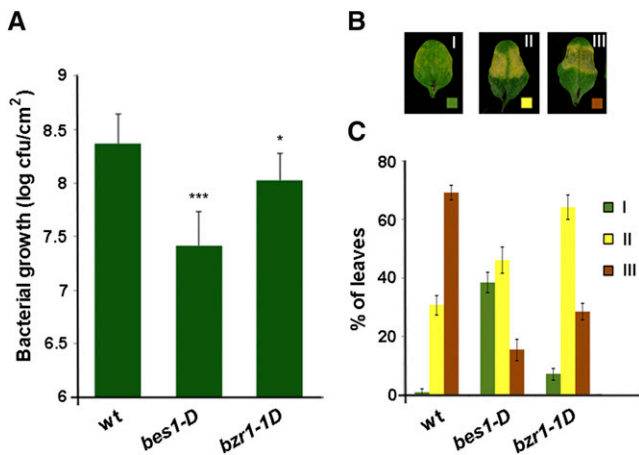 A
Bacterial growth (log cfu/cm²)
9
8.5
8
7.5
7
6.5
6
***
*
wt
bes1-D
bzr1-1D
B
I
II
III
C
% of leaves
80
60
40
20
0
I
II
III
wt
bes1-D
bzr1-1D